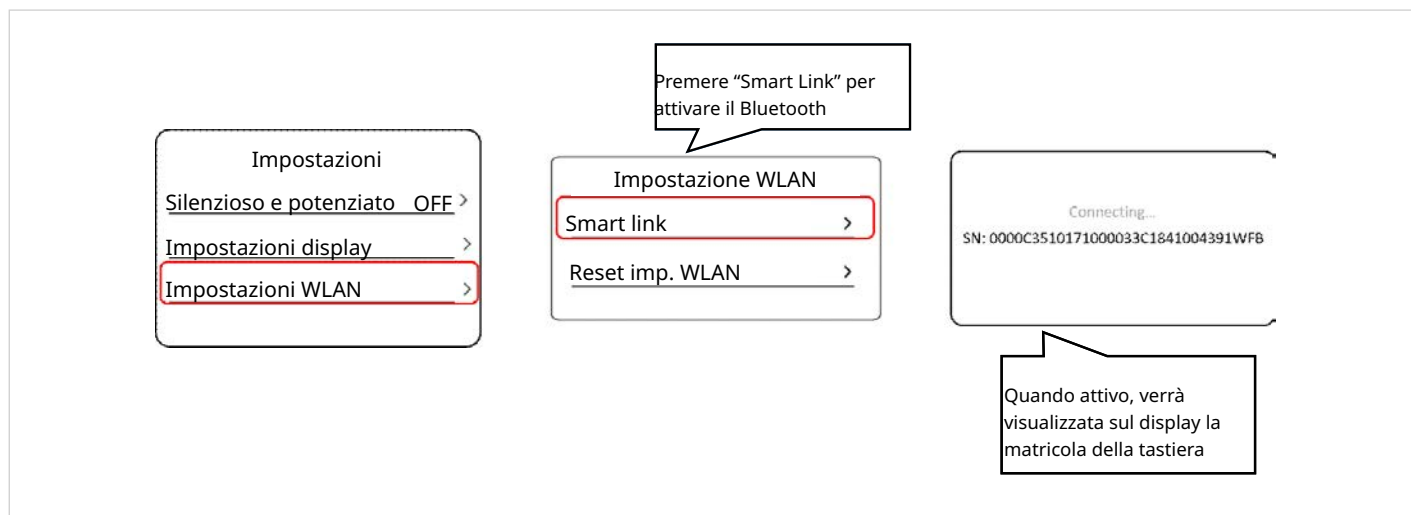 Premere “Smart Link” per
attivare il Bluetooth
Impostazioni
Silenzioso e potenziato OFF >
Impostazioni display >
Impostazioni WLAN >
Impostazione WLAN
Smart link >
Reset imp. WLAN >
Connecting...
SN: 0000C3510171000033C1841004391WFB
Quando attivo, verrà
visualizzata sul display la
matricola della tastiera